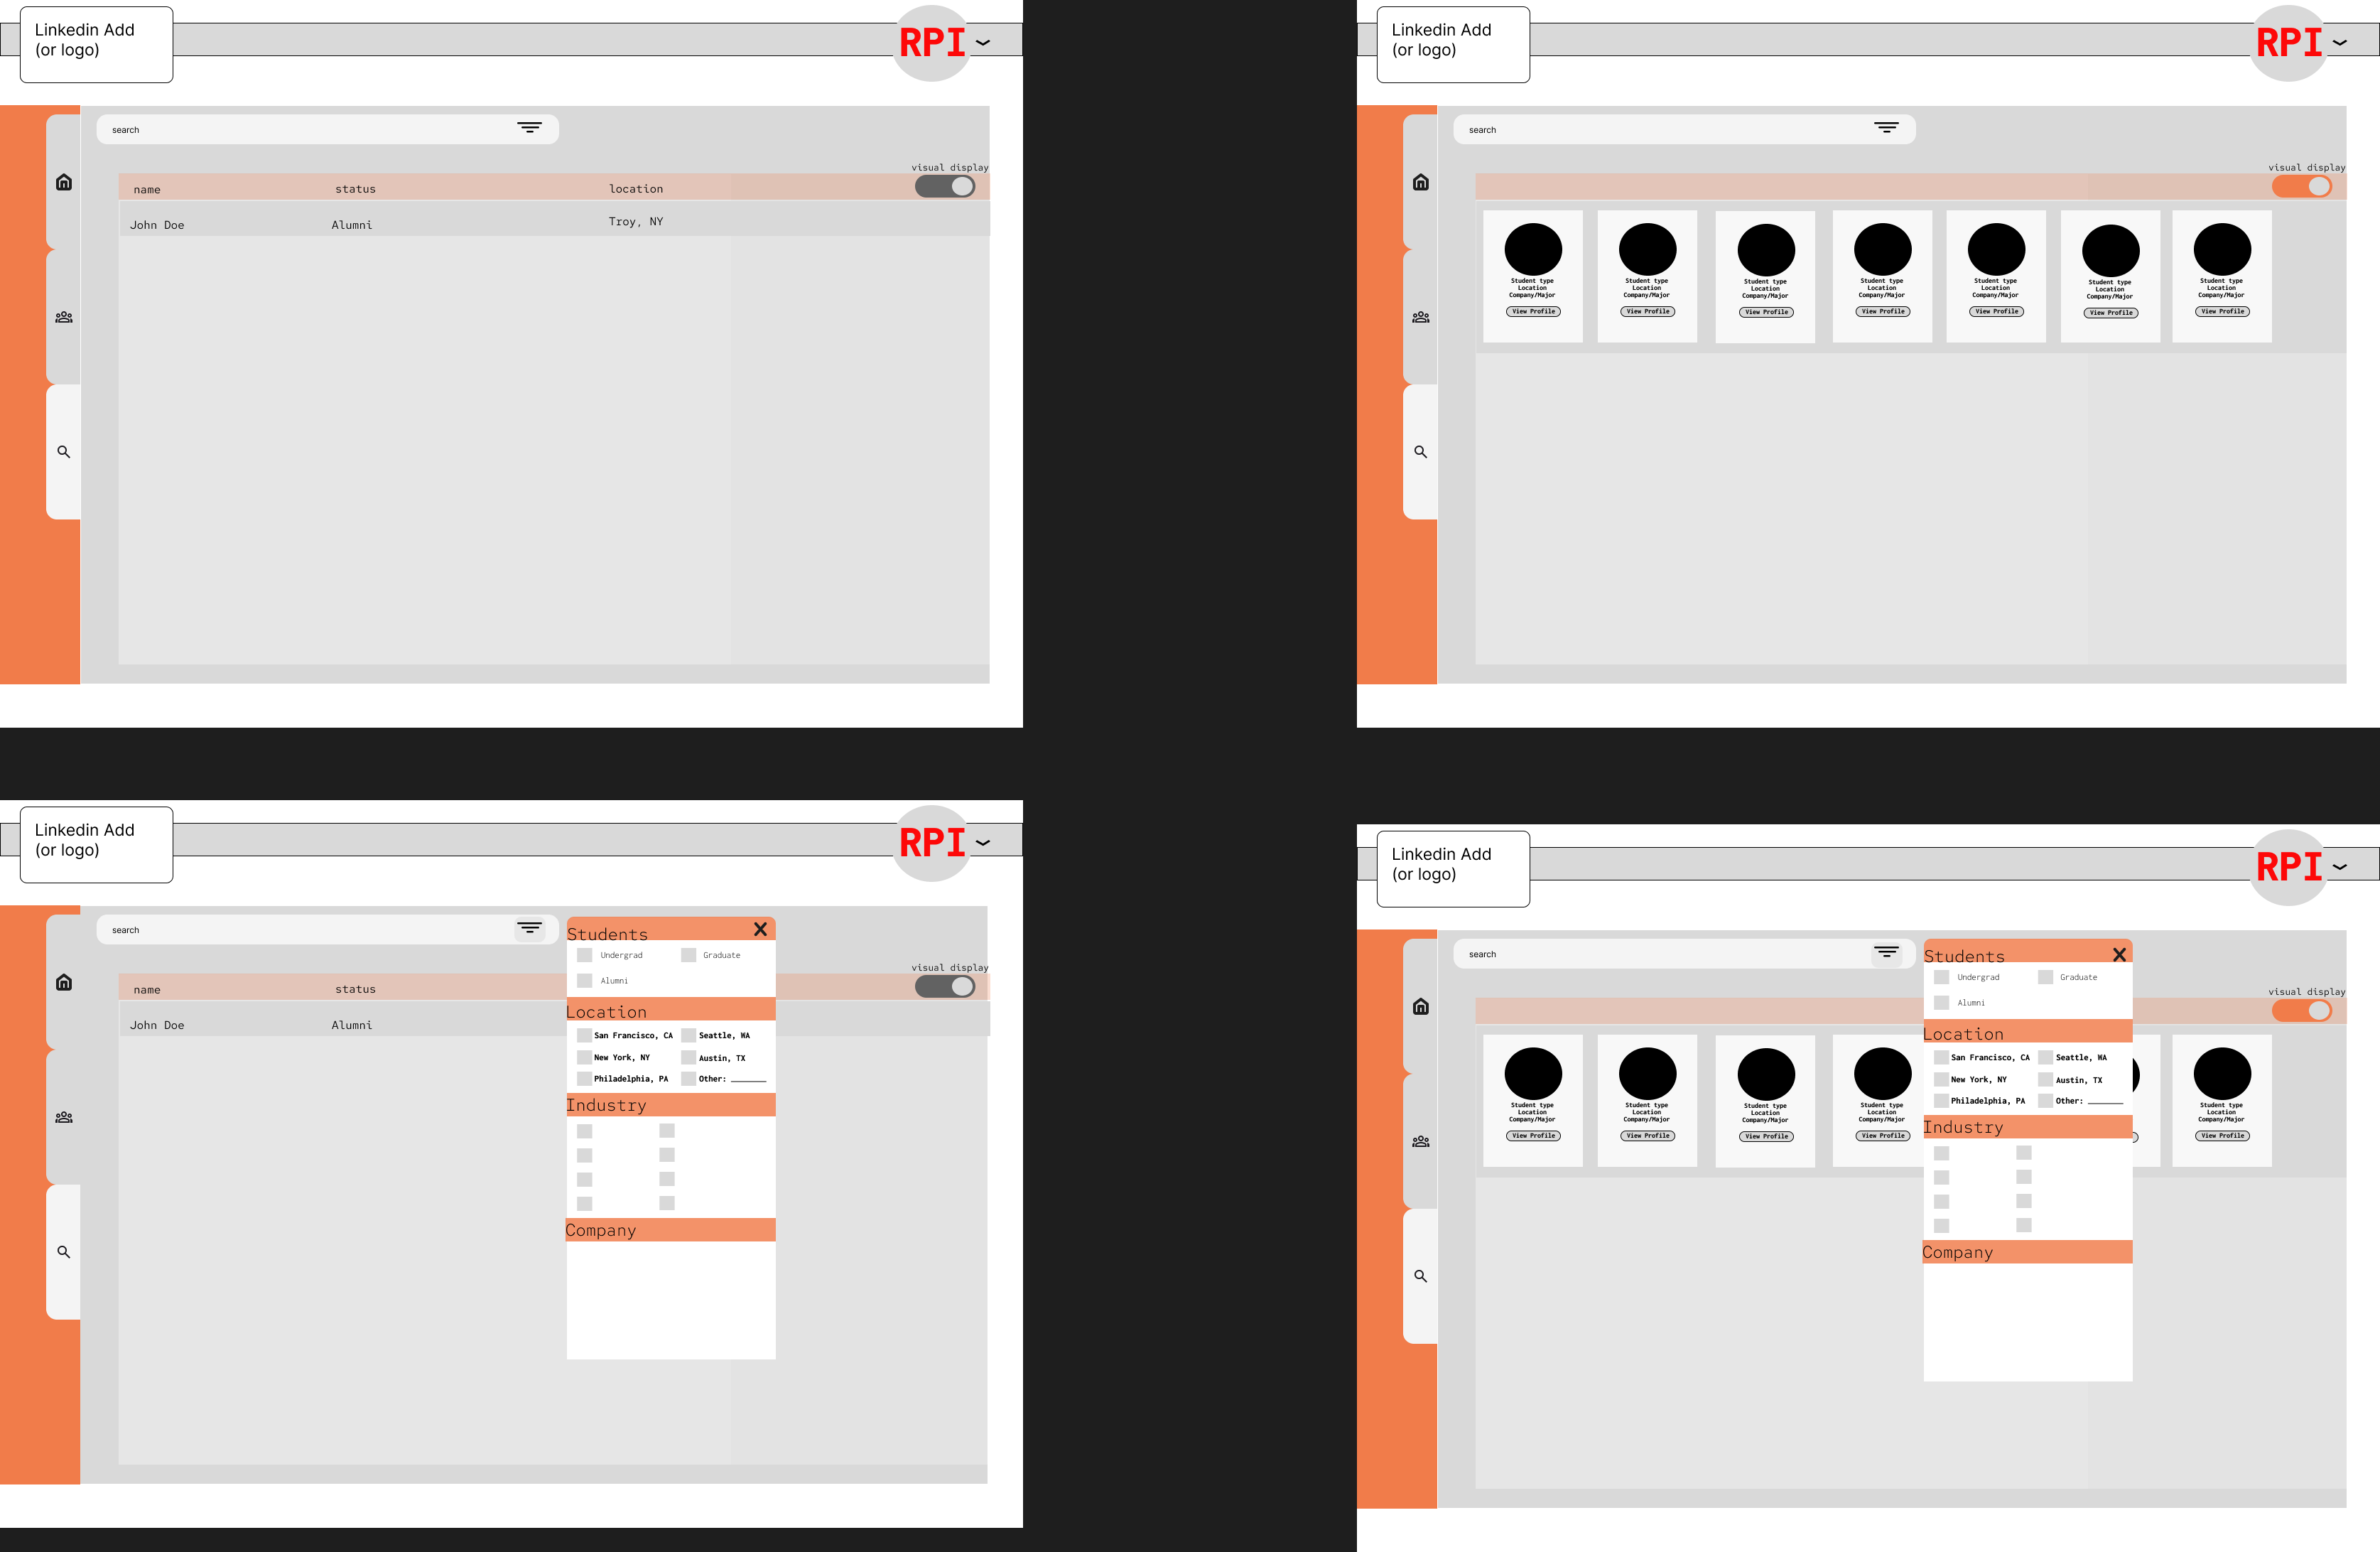 Linkedin Add
(or logo)
RPI
search
visual display
name status location
John Doe Alumni Troy, NY
Linkedin Add
(or logo)
RPI
search
visual display
Student type Student type Student type Student type Student type Student type Student type
Location Location Location Location Location Location Location
Company/Major Company/Major Company/Major Company/Major Company/Major Company/Major Company/Major
View Profile View Profile View Profile View Profile View Profile View Profile View Profile
Linkedin Add
(or logo)
RPI
search
visual display
name status
John Doe Alumni
Students X
Undergrad Graduate
Alumni
Location
San Francisco, CA Seattle, WA
New York, NY Austin, TX
Philadelphia, PA Other: ______
Industry
Company
Linkedin Add
(or logo)
RPI
search
visual display
Student type Student type Student type Student type Student type
Location Location Location Location Location
Company/Major Company/Major Company/Major Company/Major Company/Major
View Profile View Profile View Profile View Profile View Profile
Students X
Undergrad Graduate
Alumni
Location
San Francisco, CA Seattle, WA
New York, NY Austin, TX
Philadelphia, PA Other: ______
Industry
Company